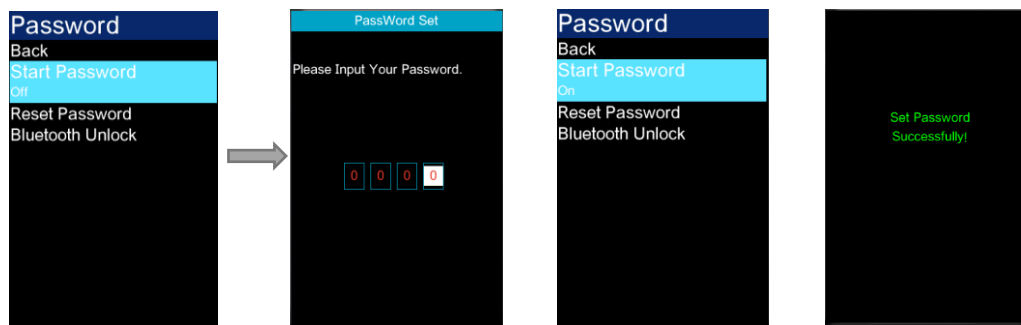 Password
Back
Start Password
Off
Reset Password
Bluetooth Unlock
PassWord Set
Please Input Your Password.
0 0 0 0
Password
Back
Start Password
On
Reset Password
Bluetooth Unlock
Set Password
Successfully!